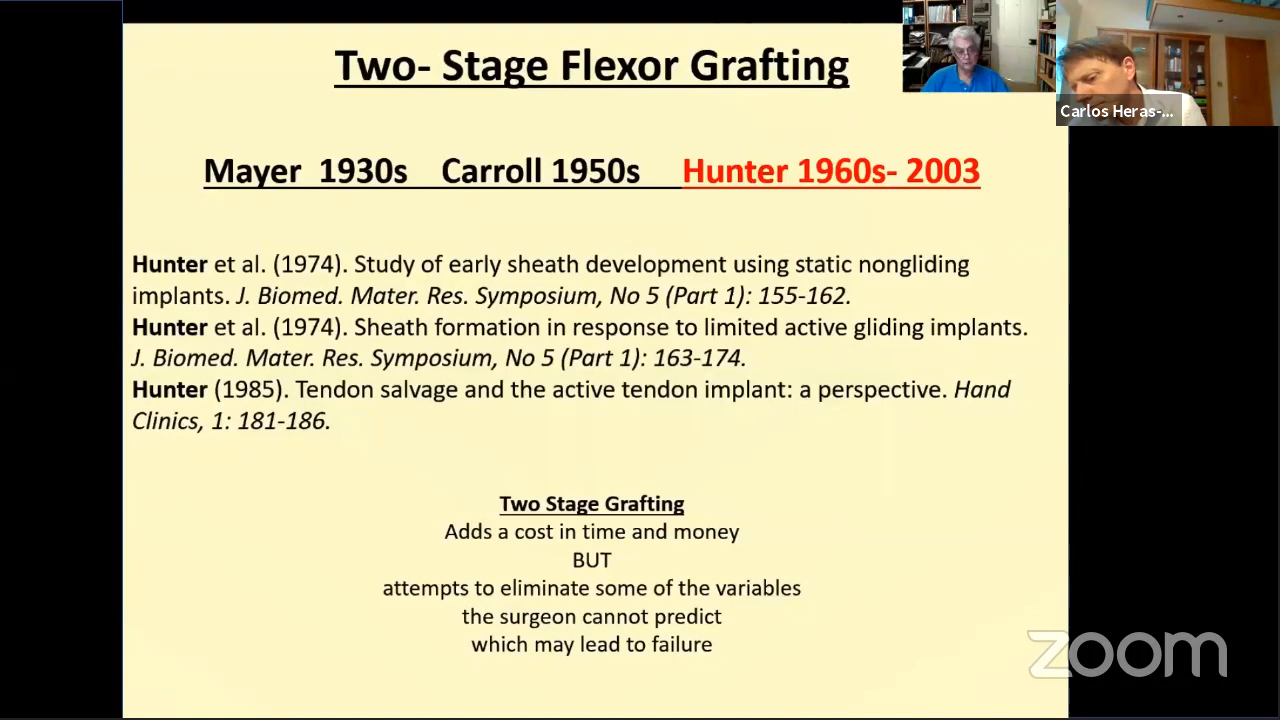 Two- Stage Flexor Grafting
Carlos Heras-...
Mayer 1930s Carroll 1950s Hunter 1960s- 2003
Hunter et al. (1974). Study of early sheath development using static nongliding
implants. J. Biomed. Mater. Res. Symposium, No 5 (Part 1): 155-162.
Hunter et al. (1974). Sheath formation in response to limited active gliding implants.
J. Biomed. Mater. Res. Symposium, No 5 (Part 1): 163-174.
Hunter (1985). Tendon salvage and the active tendon implant: a perspective. Hand
Clinics, 1: 181-186.
Two Stage Grafting
Adds a cost in time and money
BUT
attempts to eliminate some of the variables
the surgeon cannot predict
which may lead to failure
zoom